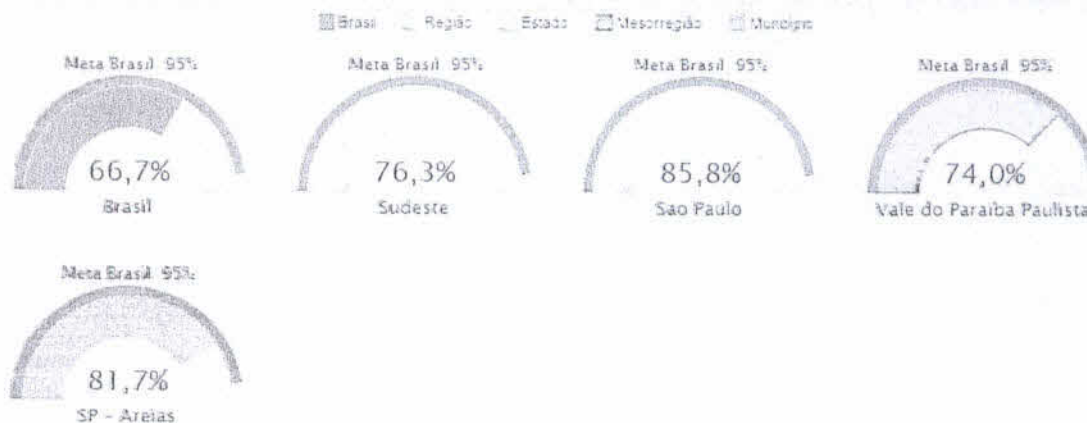 Brasil Região Estado Mesorregião Município
Meta Brasil 95% Meta Brasil 95% Meta Brasil 95% Meta Brasil 95%
66,7% 76,3% 85,8% 74,0%
Brasil Sudeste São Paulo Vale do Paraíba Paulista
Meta Brasil 95%
81,7%
SP - Areias